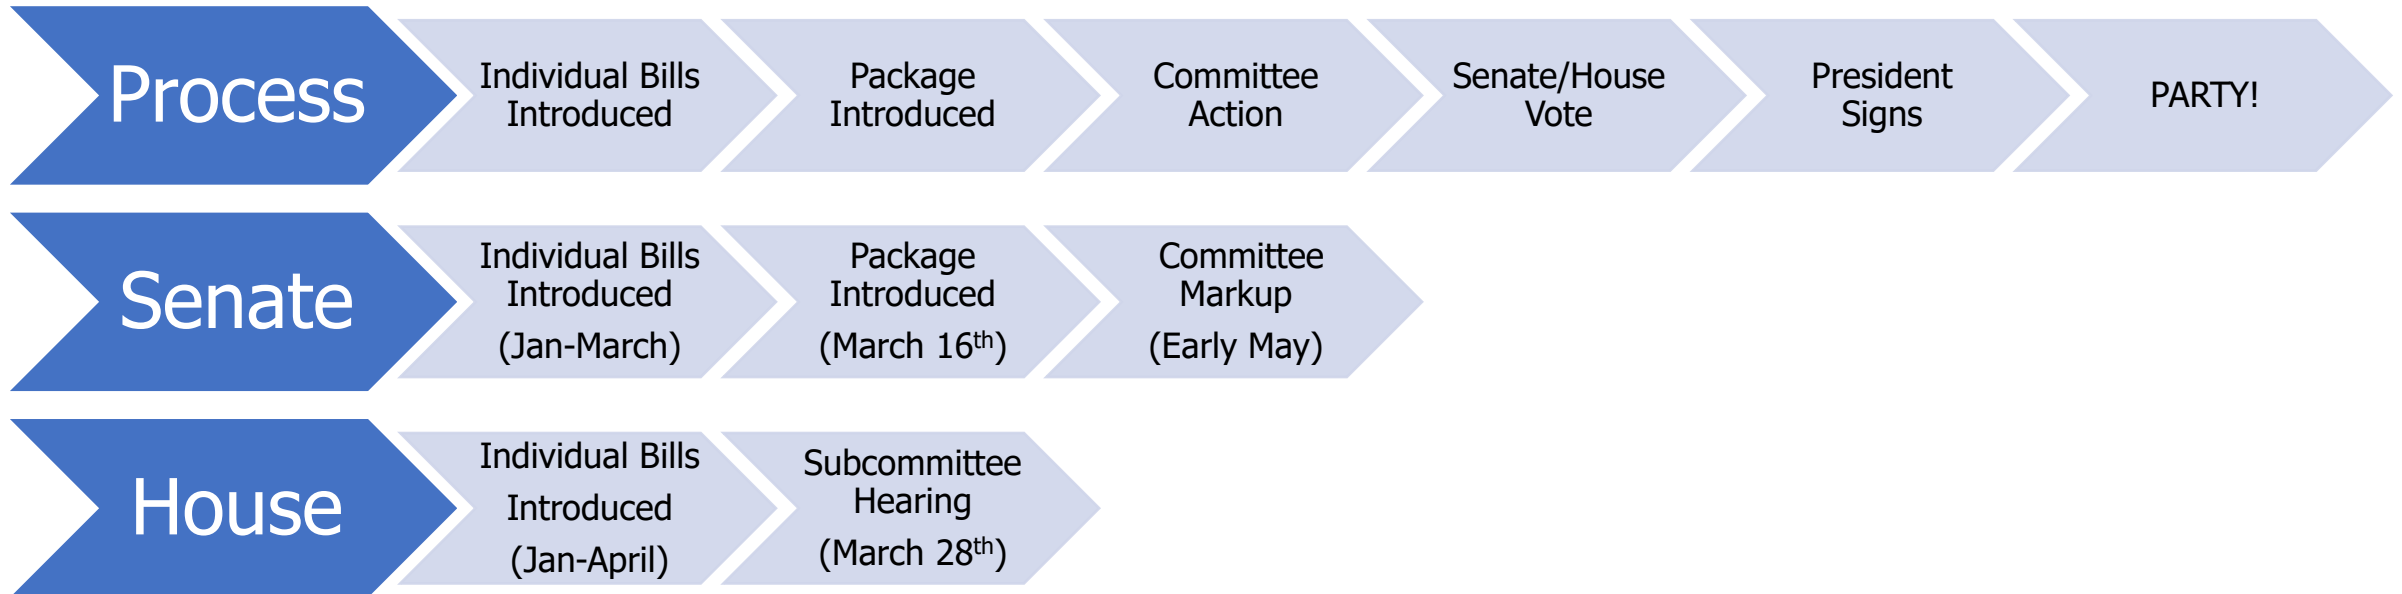 Process
Individual Bills
Introduced
Package
Introduced
Committee
Action
Senate/House
Vote
President
Signs
PARTY!
Senate
Individual Bills
Introduced
(Jan-March)
Package
Introduced
(March 16th)
Committee
Markup
(Early May)
House
Individual Bills
Introduced
(Jan-April)
Subcommittee
Hearing
(March 28th)